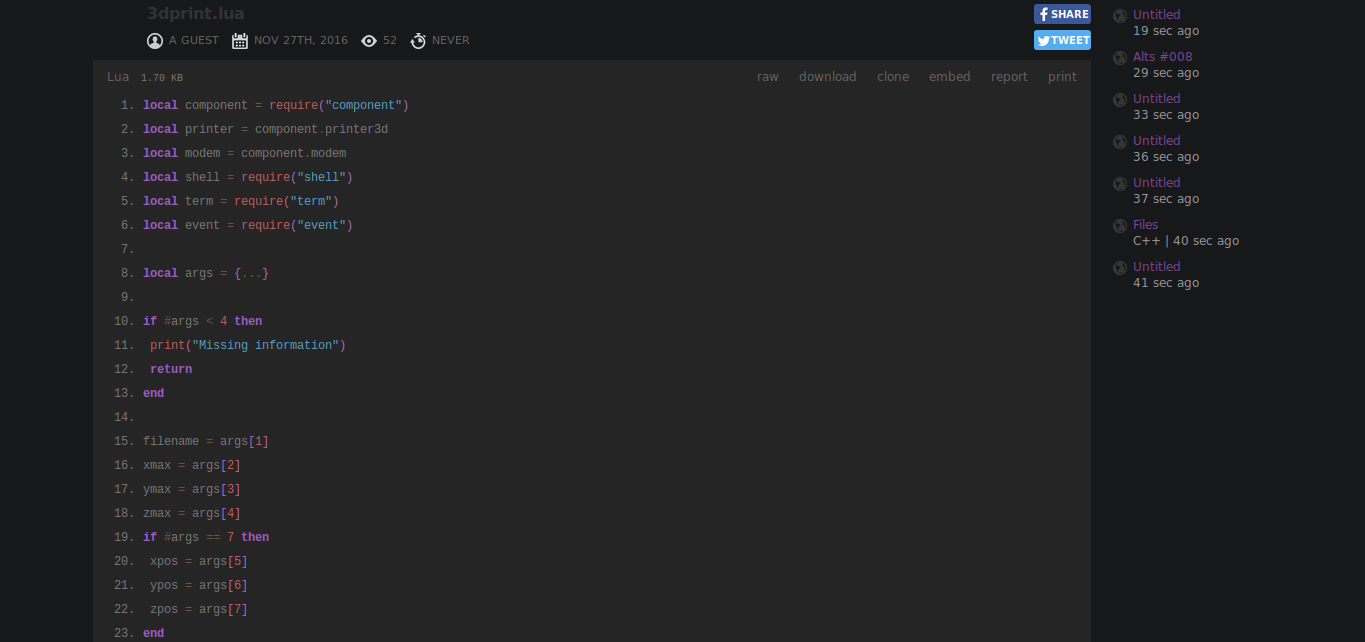 3dprint.lua
A GUEST NOV 27TH, 2016 52 NEVER
SHARE
TWEET
Lua 1.70 KB raw download clone embed report print
1. local component = require("component")
2. local printer = component.printer3d
3. local modem = component.modem
4. local shell = require("shell")
5. local term = require("term")
6. local event = require("event")
7.
8. local args = {...}
9.
10. if #args < 4 then
11. print("Missing information")
12. return
13. end
14.
15. filename = args[1]
16. xmax = args[2]
17. ymax = args[3]
18. zmax = args[4]
19. if #args == 7 then
20. xpos = args[5]
21. ypos = args[6]
22. zpos = args[7]
23. end
Untitled
19 sec ago
Alts #008
29 sec ago
Untitled
33 sec ago
Untitled
36 sec ago
Untitled
37 sec ago
Files
C++ | 40 sec ago
Untitled
41 sec ago